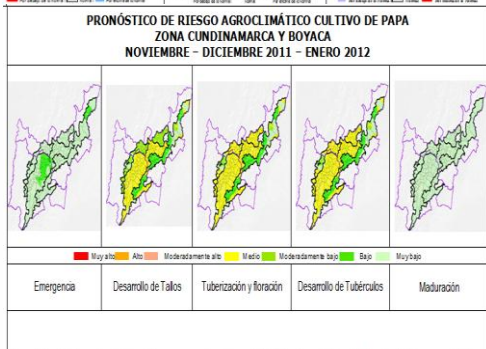 PRONÓSTICO DE RIESGO AGROCLIMÁTICO CULTIVO DE PAPA
ZONA CUNDINAMARCA Y BOYACA
NOVIEMBRE – DICIEMBRE 2011 – ENERO 2012
Muy alto Alto Moderadamente alto Medio Moderadamente bajo Bajo Muy bajo
Emergencia Desarrollo de Tallos Tuberización y floración Desarrollo de Tubérculos Maduración